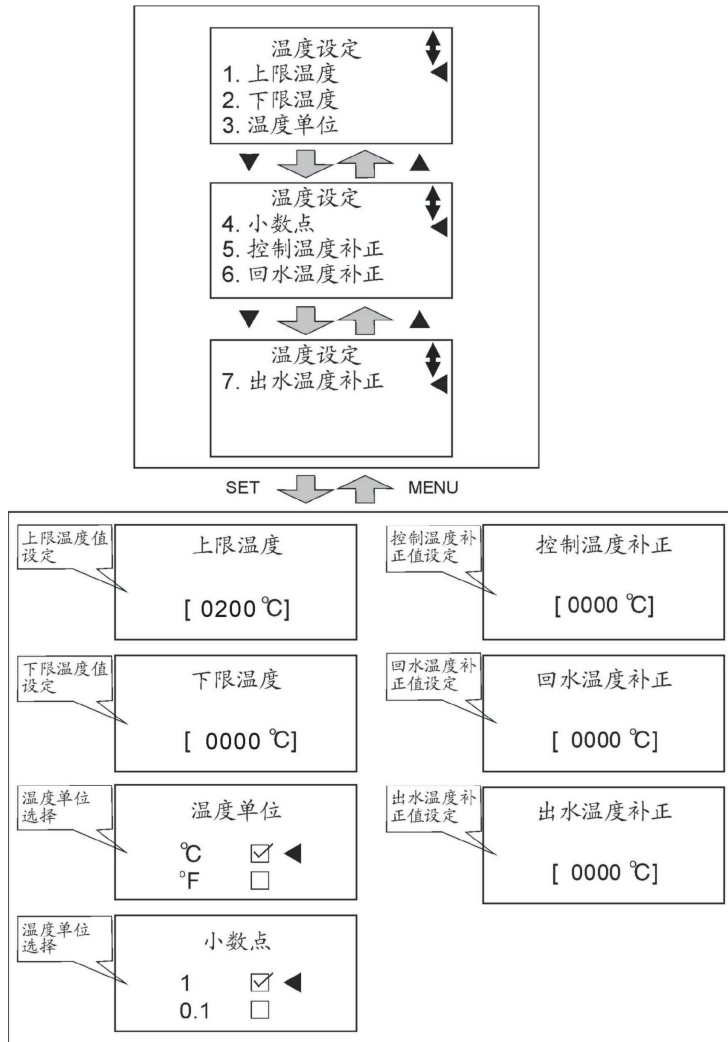 温度设定
1. 上限温度
2. 下限温度
3. 温度单位
温度设定
4. 小数点
5. 控制温度补正
6. 回水温度补正
温度设定
7. 出水温度补正
SET
MENU
上限温度值
设定
上限温度
[ 0200 ℃]
下限温度值
设定
下限温度
[ 0000 ℃]
温度单位
选择
温度单位
℃
°F
温度单位
选择
小数点
1
0.1
控制温度补
正值设定
控制温度补正
[ 0000 ℃]
回水温度补
正值设定
回水温度补正
[ 0000 ℃]
出水温度补
正值设定
出水温度补正
[ 0000 ℃]